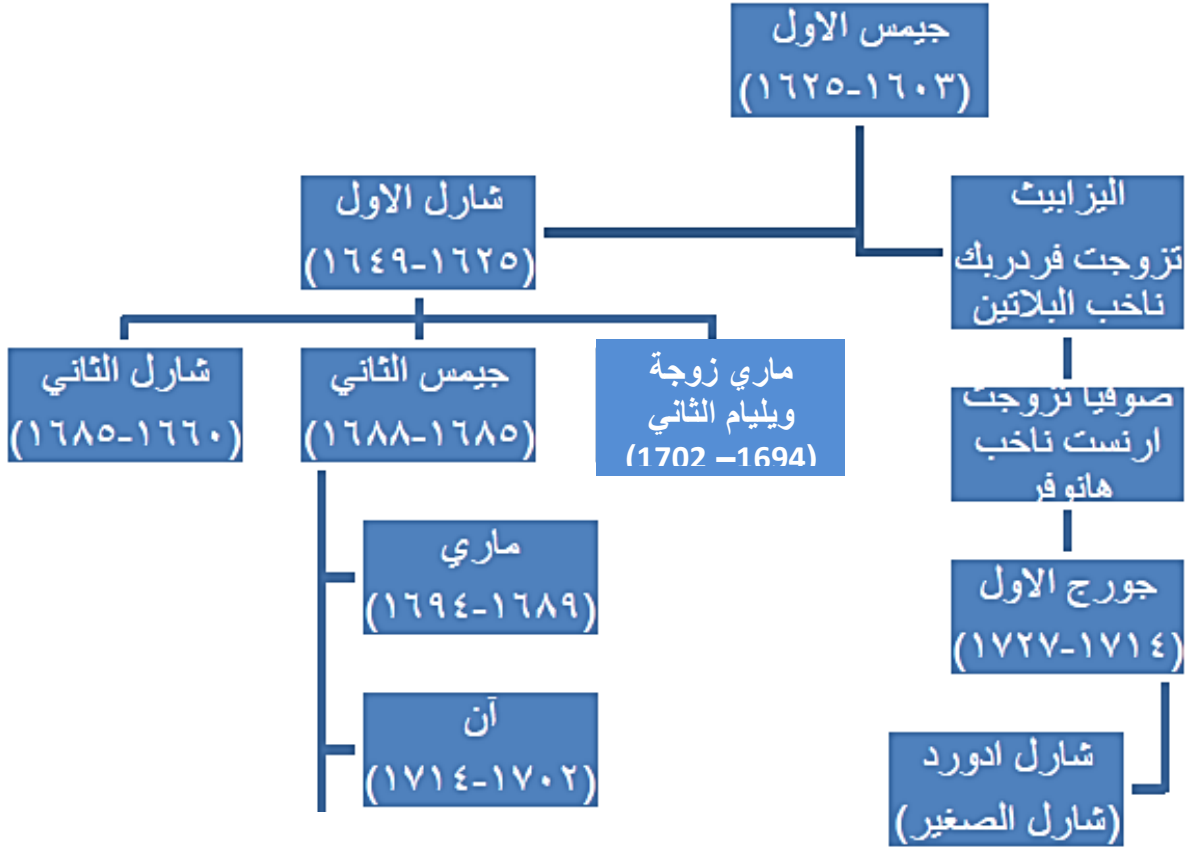 جيمس الاول
(١٦٠٣-١٦٢٥)
شارل الاول
(١٦٢٥-١٦٤٩)
اليزابيث
تزوجت فردريك
ناخب البلاتين
شارل الثاني
(١٦٦٠-١٦٨٥)
جيمس الثاني
(١٦٨٥-١٦٨٨)
ماري زوجة
ويليام الثاني
(1694– 1702)
صوفيا تزوجت
ارنست ناخب
هانوفر
ماري
(١٦٨٩-١٦٩٤)
جورج الاول
(١٧١٤-١٧٢٧)
آن
(١٧٠٢-١٧١٤)
شارل ادورد
(شارل الصغير)